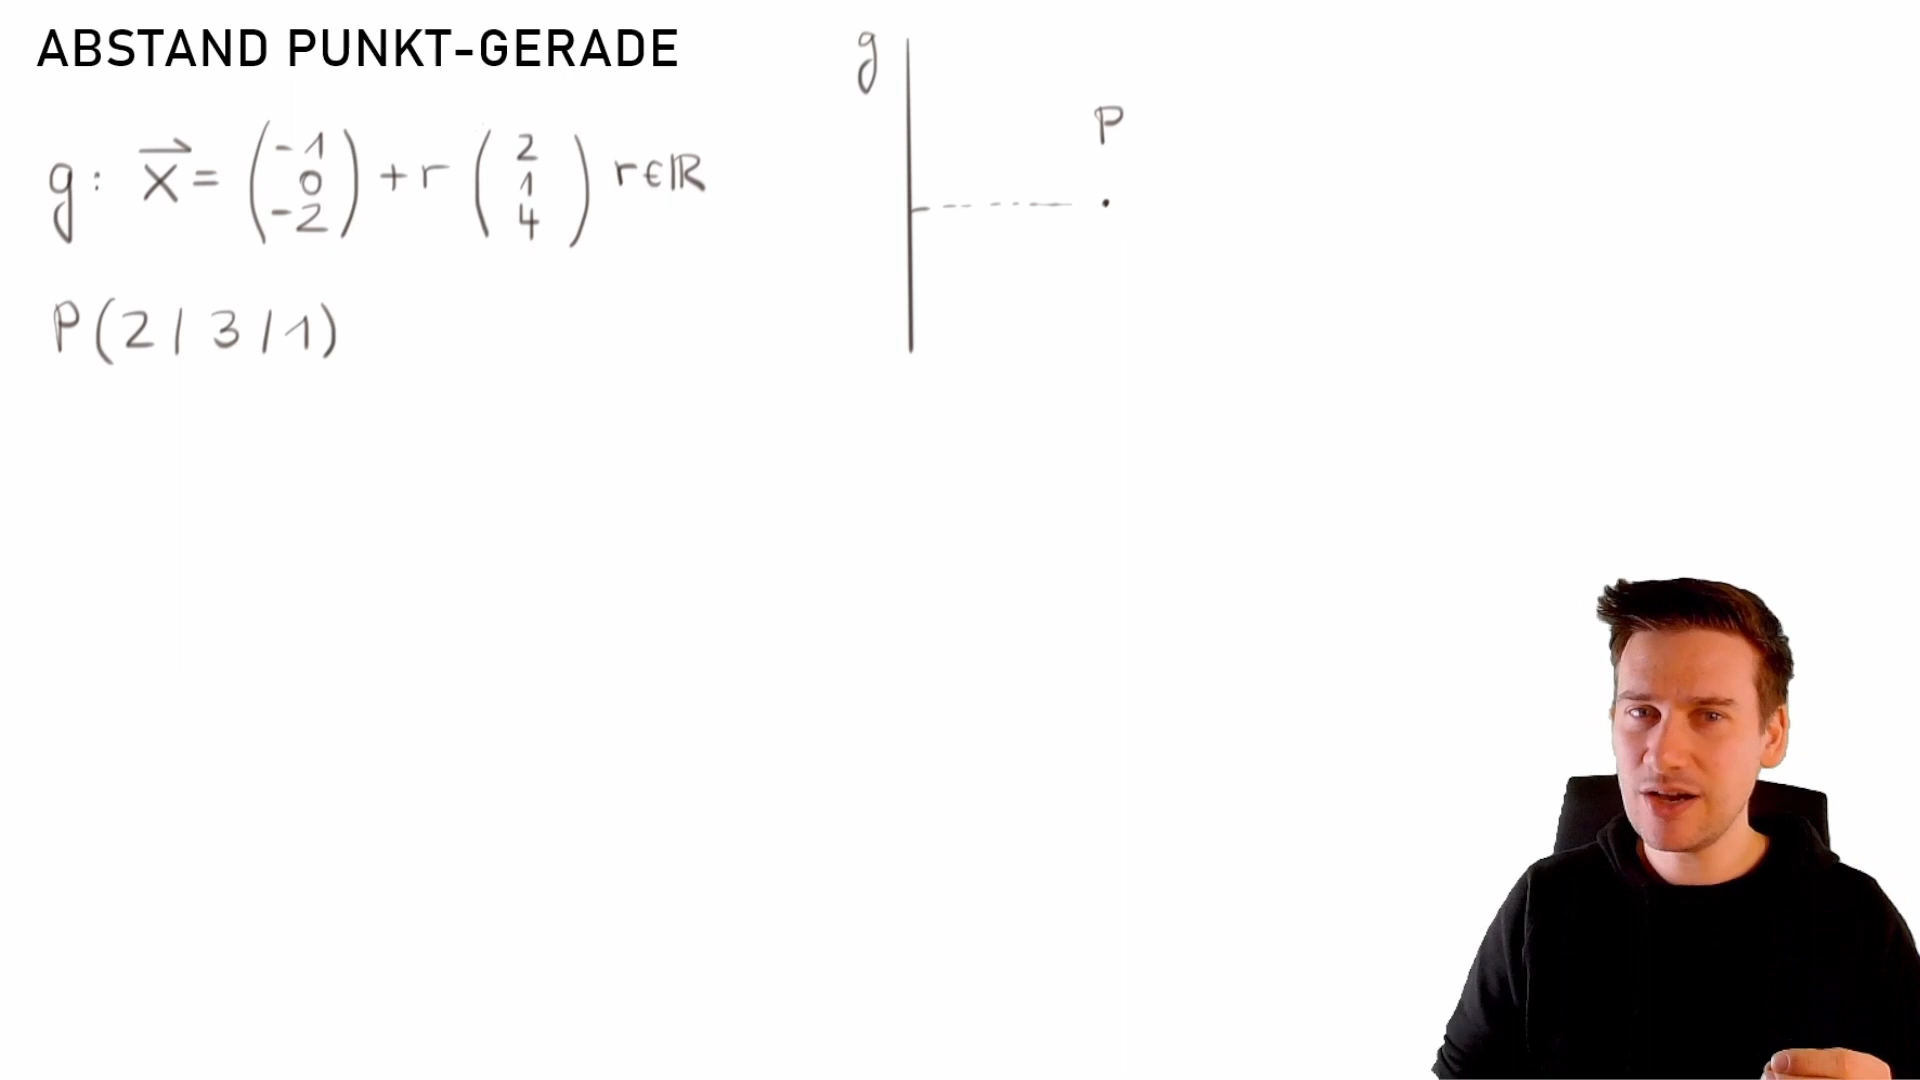 ABSTAND PUNKT-GERADE
g: x⃗ = (-1 0 -2) + r (2 1 4) r∈ℝ
P(2 | 3 | 1)
g
P